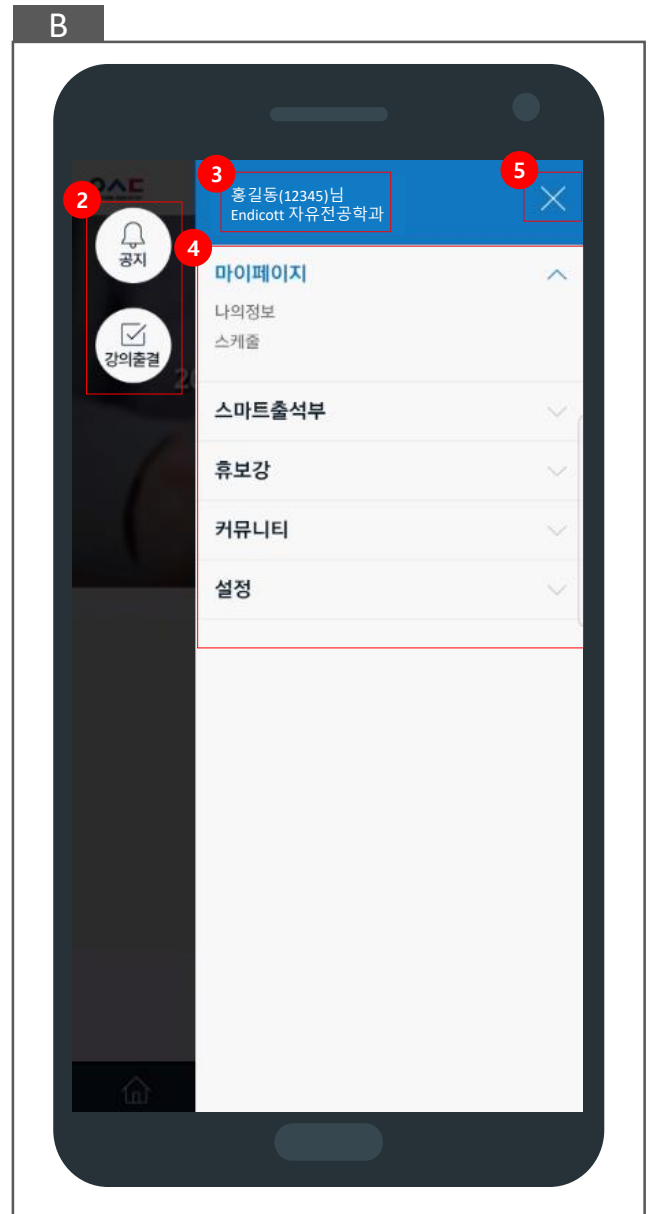 B
2
공지
강의출결
20
3
홍길동(12345)님
Endicott 자유전공학과
5
4
마이페이지
나의정보
스케줄
스마트출석부
휴보강
커뮤니티
설정